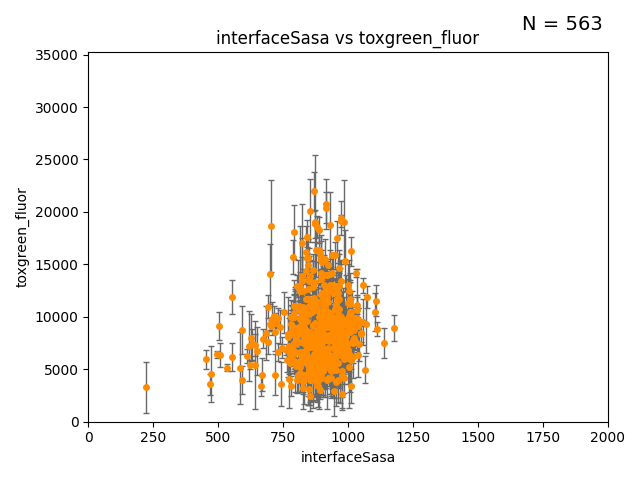 N = 563
interfaceSasa vs toxgreen_fluor
35000
30000
25000
20000
15000
10000
5000
0
toxgreen_fluor
0 250 500 750 1000 1250 1500 1750 2000
interfaceSasa